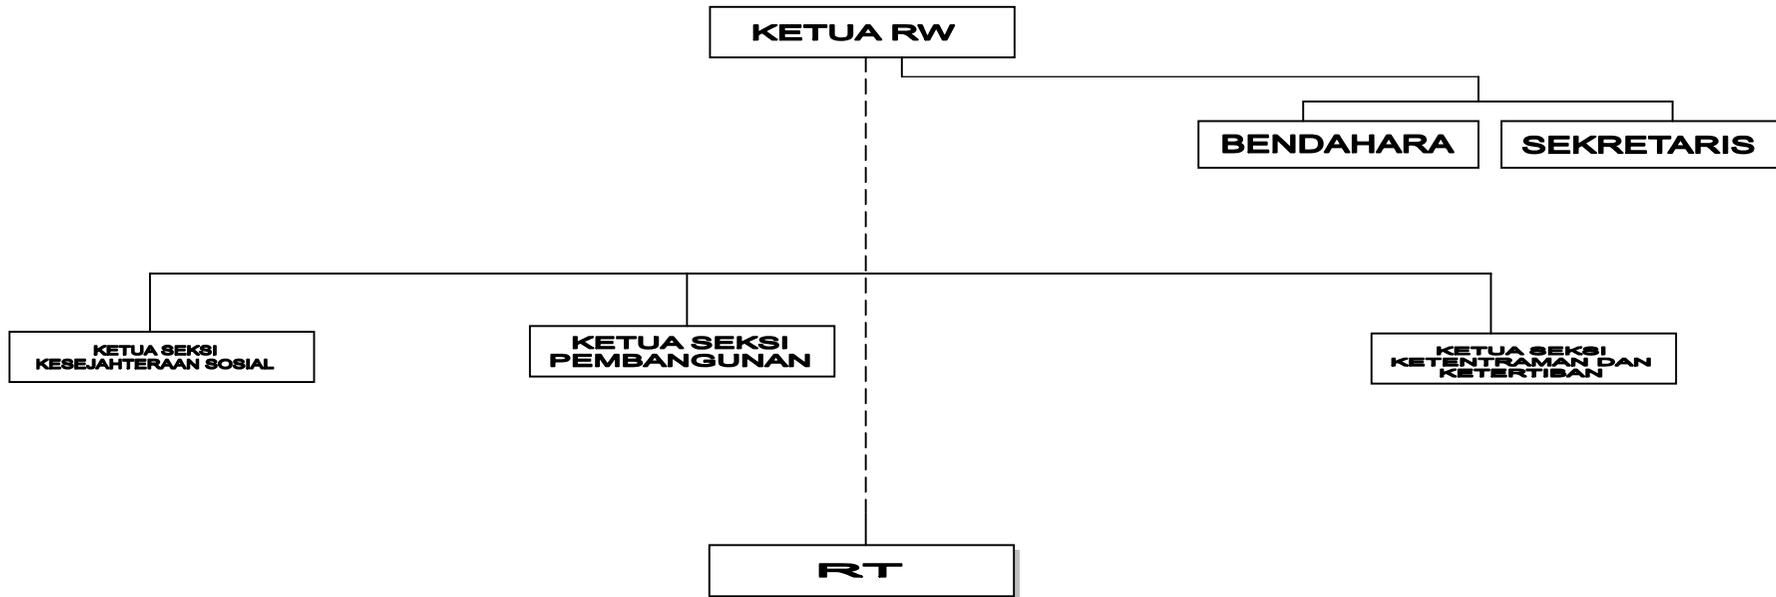 KETUA RW
BENDAHARA
SEKRETARIS
KETUA SEKSI
KESEJAHTERAAN SOSIAL
KETUA SEKSI
PEMBANGUNAN
KETUA SEKSI
KETENTRAMAN DAN
KETERTIBAN
RT